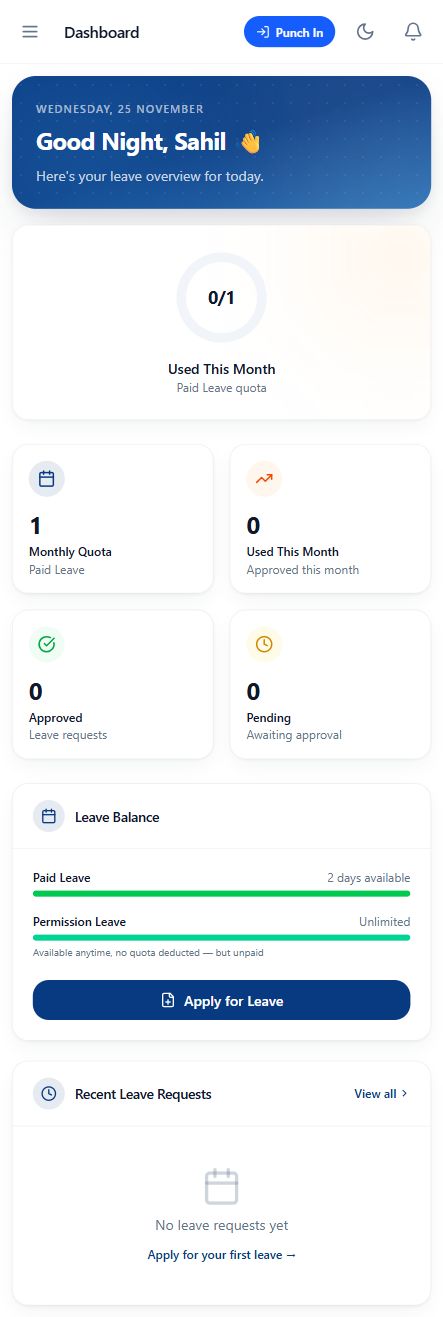 Dashboard
Punch In
WEDNESDAY, 25 NOVEMBER
Good Night, Sahil 👋
Here's your leave overview for today.
0/1
Used This Month
Paid Leave quota
1
Monthly Quota
Paid Leave
0
Used This Month
Approved this month
0
Approved
Leave requests
0
Pending
Awaiting approval
Leave Balance
Paid Leave 2 days available
Permission Leave Unlimited
Available anytime, no quota deducted — but unpaid
Apply for Leave
Recent Leave Requests View all >
No leave requests yet
Apply for your first leave →